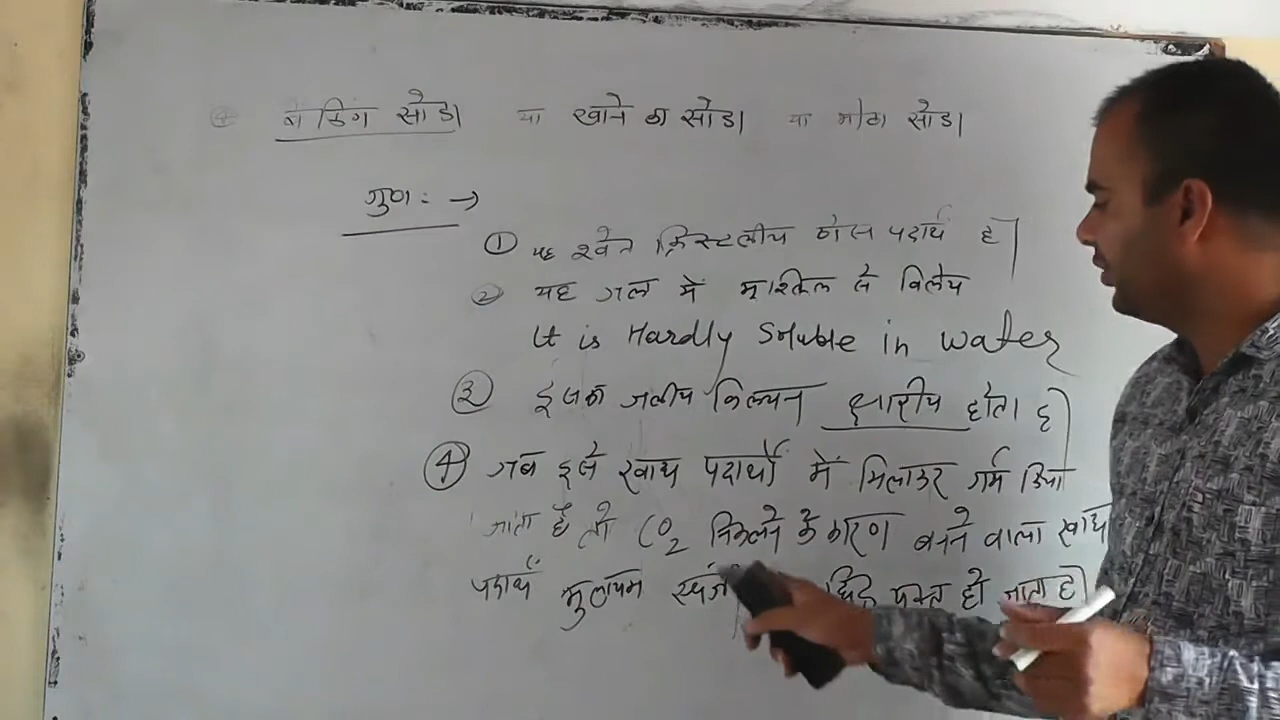 ④ बेकिंग सोडा या खाने का सोडा या मीठा सोडा
गुण : →
① यह श्वेत क्रिस्टलीय ठोस पदार्थ है।
② यह जल में मुश्किल से विलेय
It is Hardly Soluble in water
③ इसका जलीय विलयन क्षारीय होता है।
④ जब इसे खाद्य पदार्थों में मिलाकर गर्म किया
जाता है तो CO₂ निकलने के कारण बनने वाला खाद्य
पदार्थ मुलायम स्पंजी छिद्र युक्त हो जाता है।